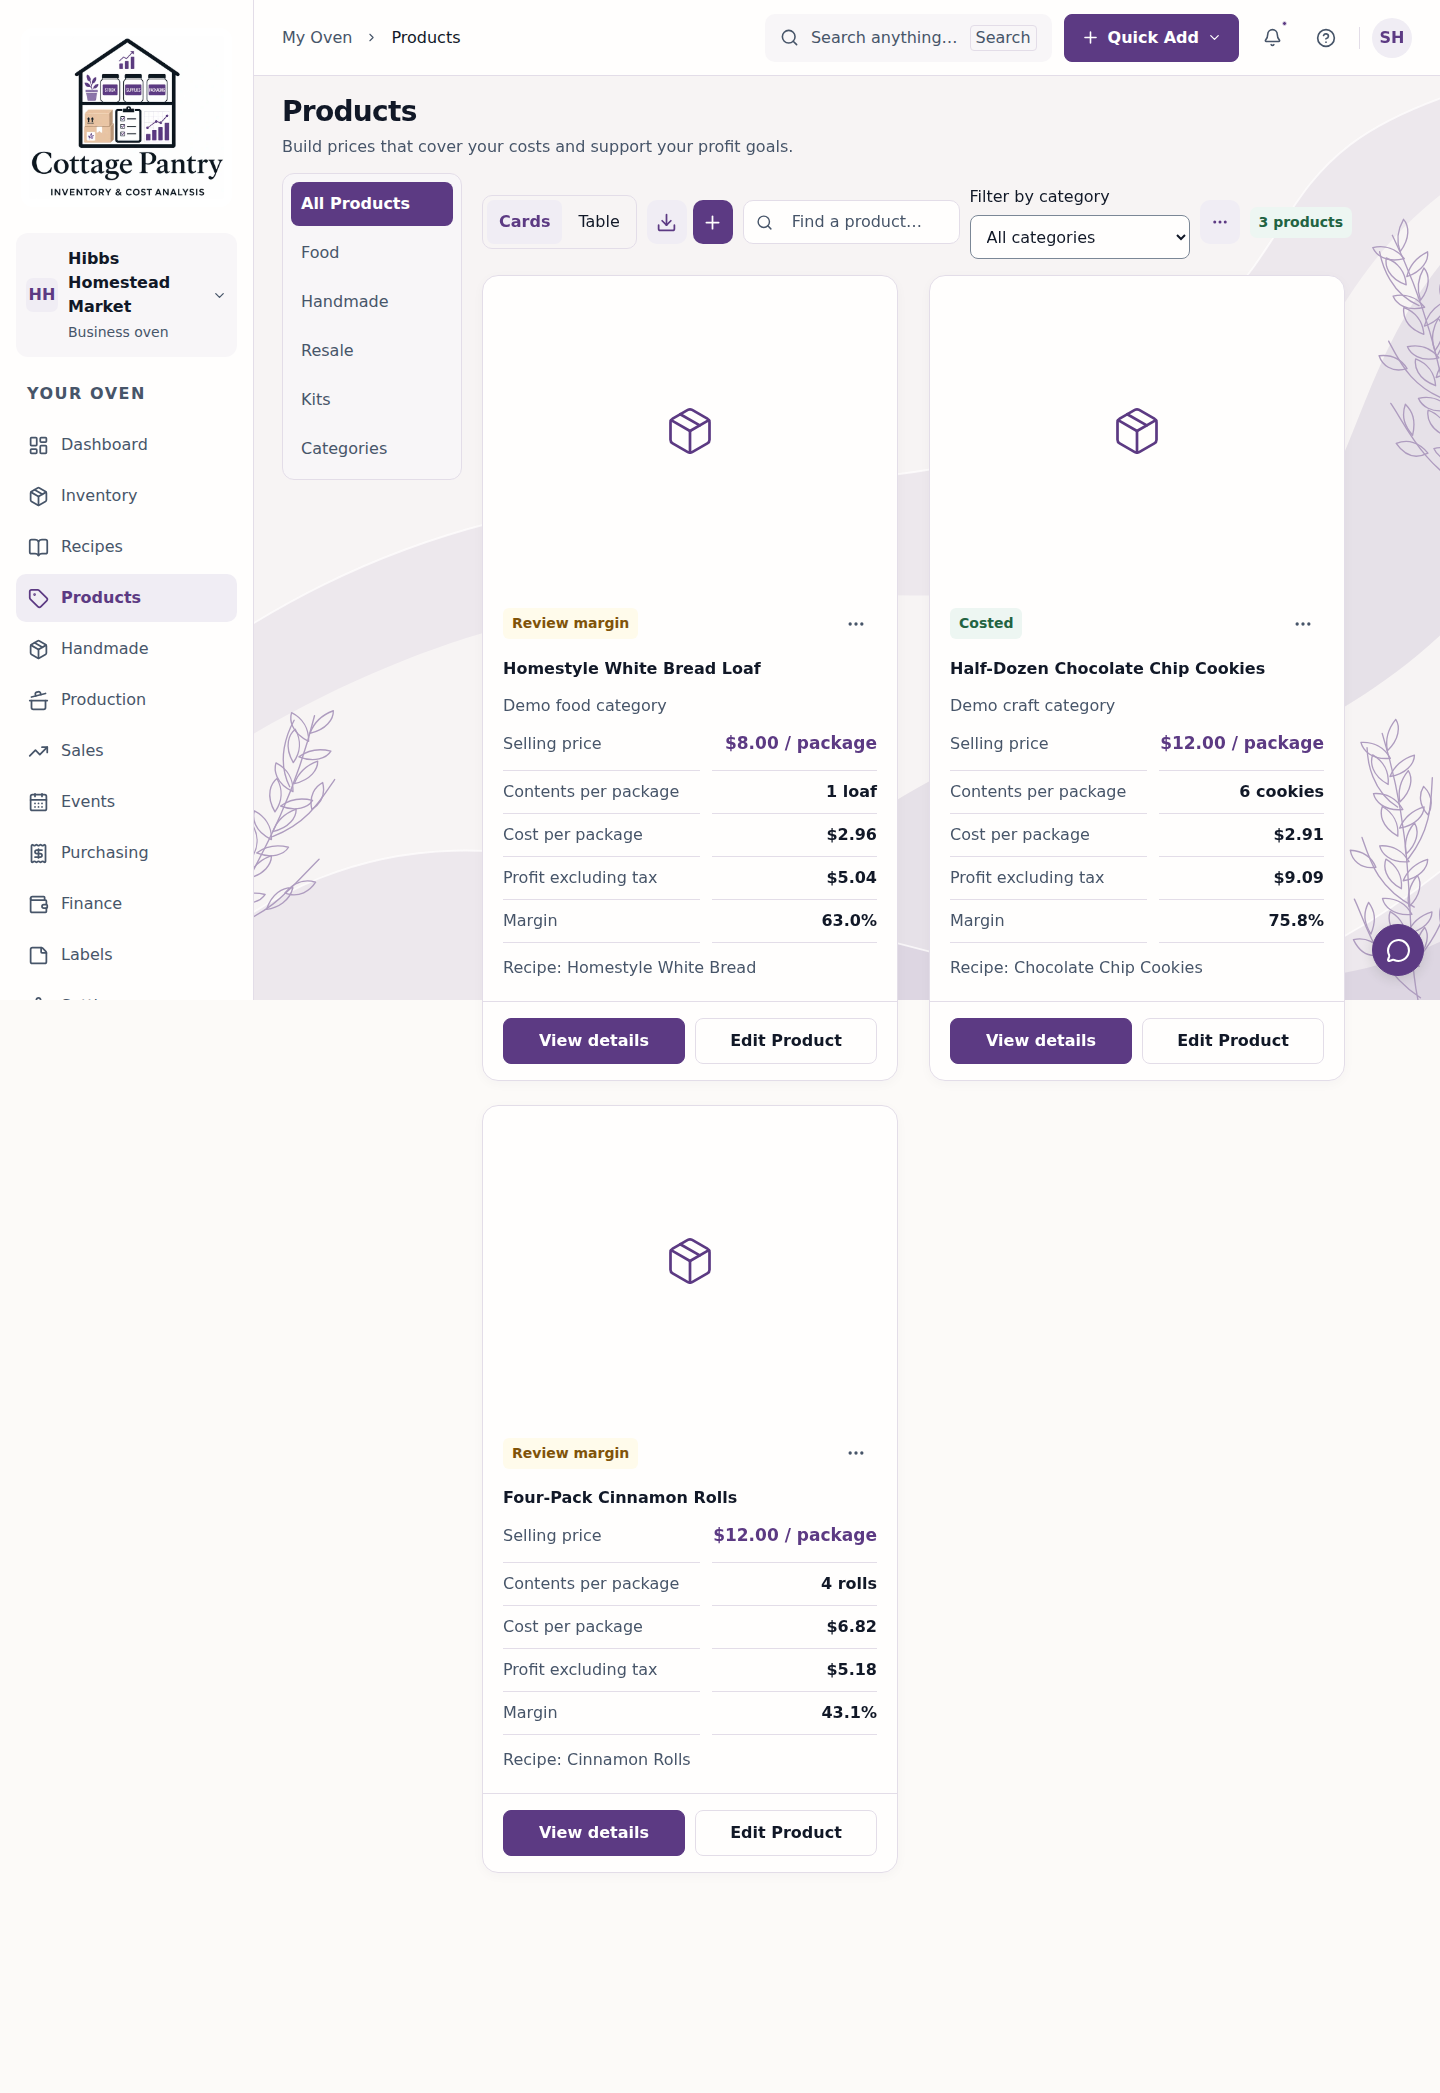 Cottage Pantry
INVENTORY & COST ANALYSIS
HH
Hibbs
Homestead
Market
Business oven
YOUR OVEN
Dashboard
Inventory
Recipes
Products
Handmade
Production
Sales
Events
Purchasing
Finance
Labels
My Oven > Products
Search anything... Search
Quick Add
SH
Products
Build prices that cover your costs and support your profit goals.
All Products
Food
Handmade
Resale
Kits
Categories
Cards Table
Find a product...
Filter by category
All categories
3 products
Review margin
Homestyle White Bread Loaf
Demo food category
Selling price $8.00 / package
Contents per package 1 loaf
Cost per package $2.96
Profit excluding tax $5.04
Margin 63.0%
Recipe: Homestyle White Bread
View details Edit Product
Costed
Half-Dozen Chocolate Chip Cookies
Demo craft category
Selling price $12.00 / package
Contents per package 6 cookies
Cost per package $2.91
Profit excluding tax $9.09
Margin 75.8%
Recipe: Chocolate Chip Cookies
View details Edit Product
Review margin
Four-Pack Cinnamon Rolls
Selling price $12.00 / package
Contents per package 4 rolls
Cost per package $6.82
Profit excluding tax $5.18
Margin 43.1%
Recipe: Cinnamon Rolls
View details Edit Product